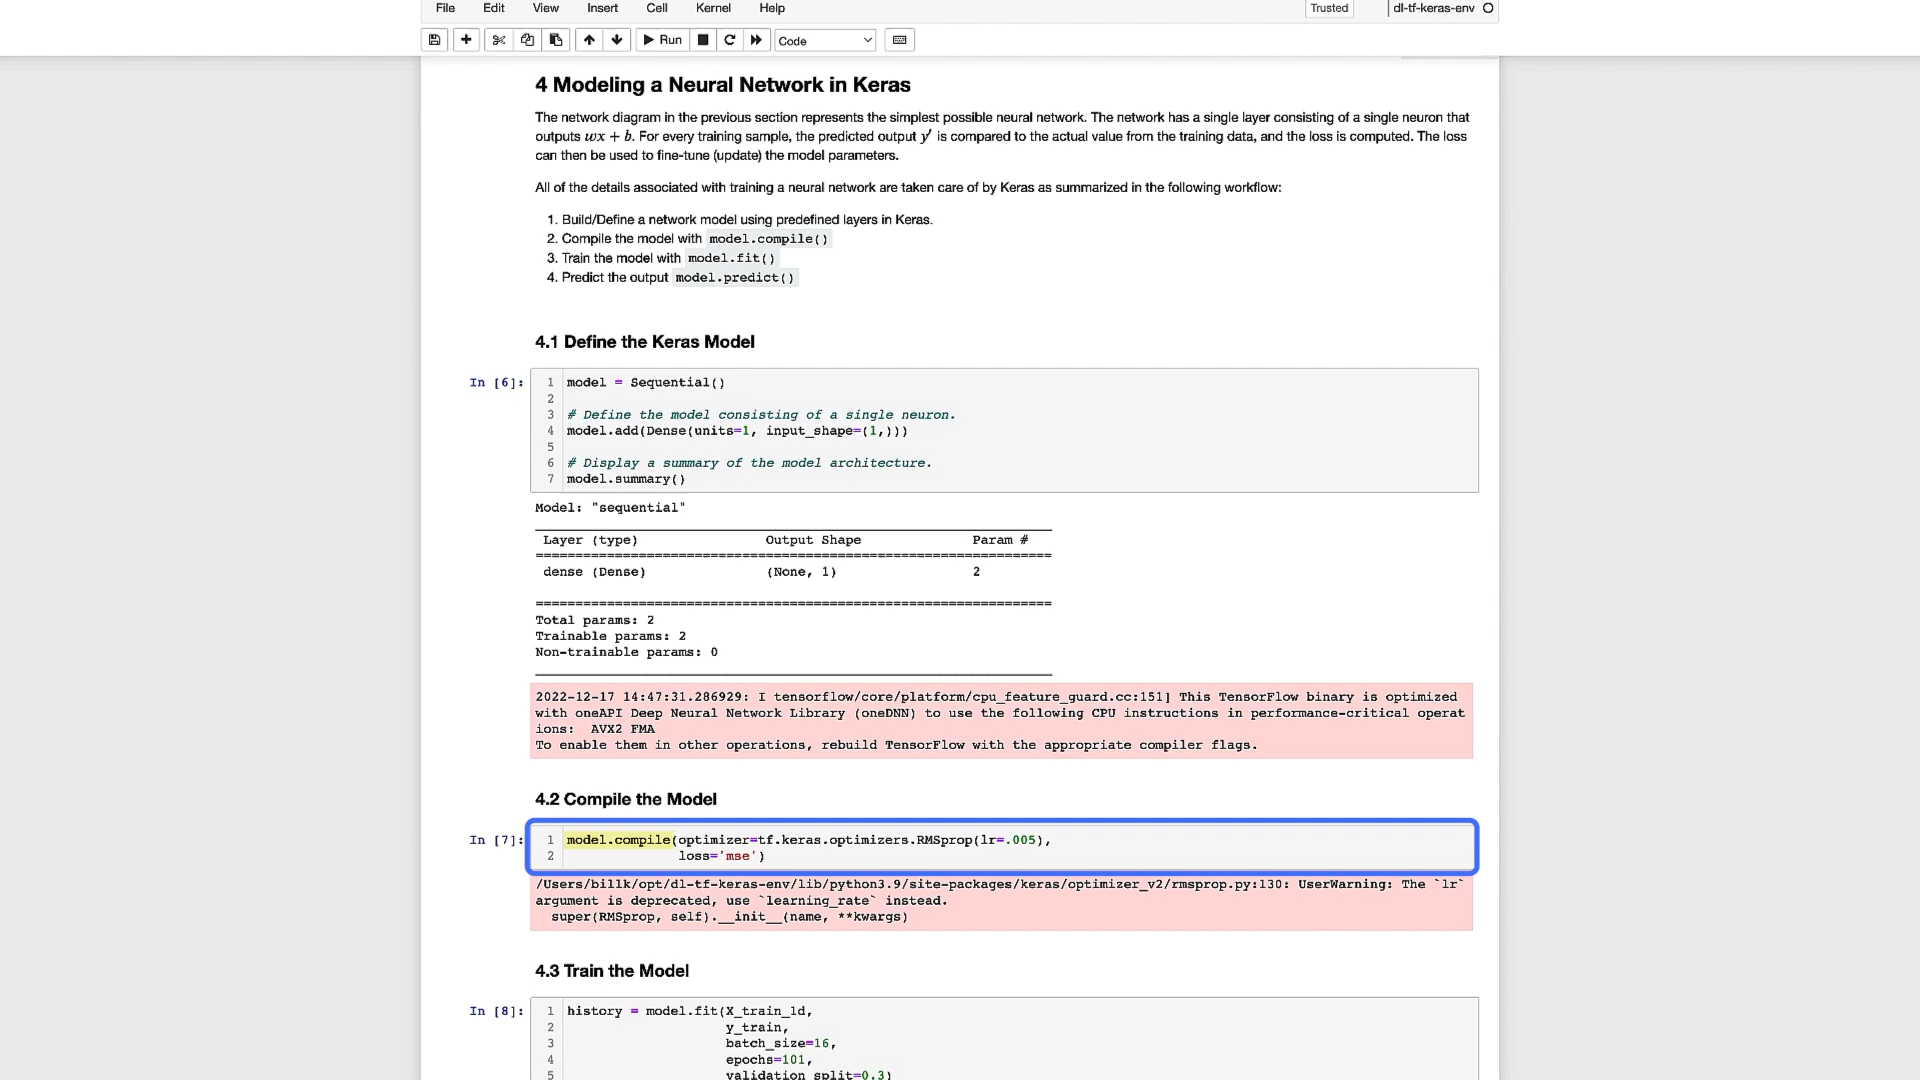 File Edit View Insert Cell Kernel Help Trusted dl-tf-keras-env
Run Code
4 Modeling a Neural Network in Keras
The network diagram in the previous section represents the simplest possible neural network. The network has a single layer consisting of a single neuron that
outputs wx + b. For every training sample, the predicted output y′ is compared to the actual value from the training data, and the loss is computed. The loss
can then be used to fine-tune (update) the model parameters.
All of the details associated with training a neural network are taken care of by Keras as summarized in the following workflow:
1. Build/Define a network model using predefined layers in Keras.
2. Compile the model with model.compile()
3. Train the model with model.fit()
4. Predict the output model.predict()
4.1 Define the Keras Model
In [6]: 1 model = Sequential()
2
3 # Define the model consisting of a single neuron.
4 model.add(Dense(units=1, input_shape=(1,)))
5
6 # Display a summary of the model architecture.
7 model.summary()
Model: "sequential"
_________________________________________________________________
Layer (type) Output Shape Param #
=================================================================
dense (Dense) (None, 1) 2
=================================================================
Total params: 2
Trainable params: 2
Non-trainable params: 0
_________________________________________________________________
2022-12-17 14:47:31.286929: I tensorflow/core/platform/cpu_feature_guard.cc:151] This TensorFlow binary is optimized
with oneAPI Deep Neural Network Library (oneDNN) to use the following CPU instructions in performance-critical operat
ions:  AVX2 FMA
To enable them in other operations, rebuild TensorFlow with the appropriate compiler flags.
4.2 Compile the Model
In [7]: 1 model.compile(optimizer=tf.keras.optimizers.RMSprop(lr=.005),
2 loss='mse')
/Users/billk/opt/dl-tf-keras-env/lib/python3.9/site-packages/keras/optimizer_v2/rmsprop.py:130: UserWarning: The `lr`
argument is deprecated, use `learning_rate` instead.
super(RMSprop, self).__init__(name, **kwargs)
4.3 Train the Model
In [8]: 1 history = model.fit(X_train_1d,
2 y_train,
3 batch_size=16,
4 epochs=101,
5 validation_split=0.3)